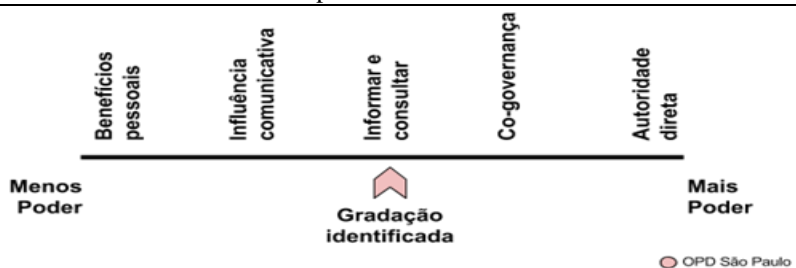 Benefícios
pessoais
Influência
comunicativa
Informar e
consultar
Co-governança
Autoridade
direta
Menos
Poder
Mais
Poder
Gradação
identificada
OPD São Paulo